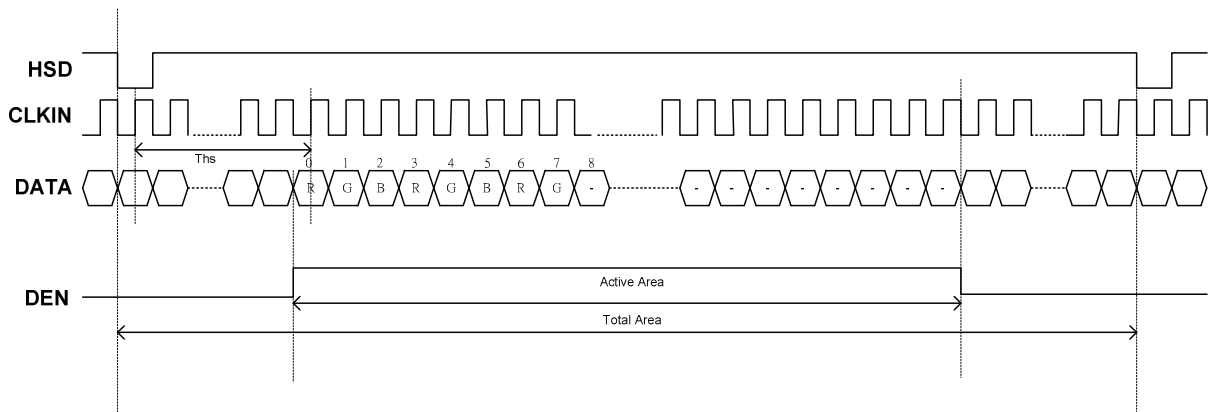 HSD
CLKIN
Ths
0 1 2 3 4 5 6 7 8
DATA R G B R G B R G - - - - - - - - -
Active Area
DEN
Total Area